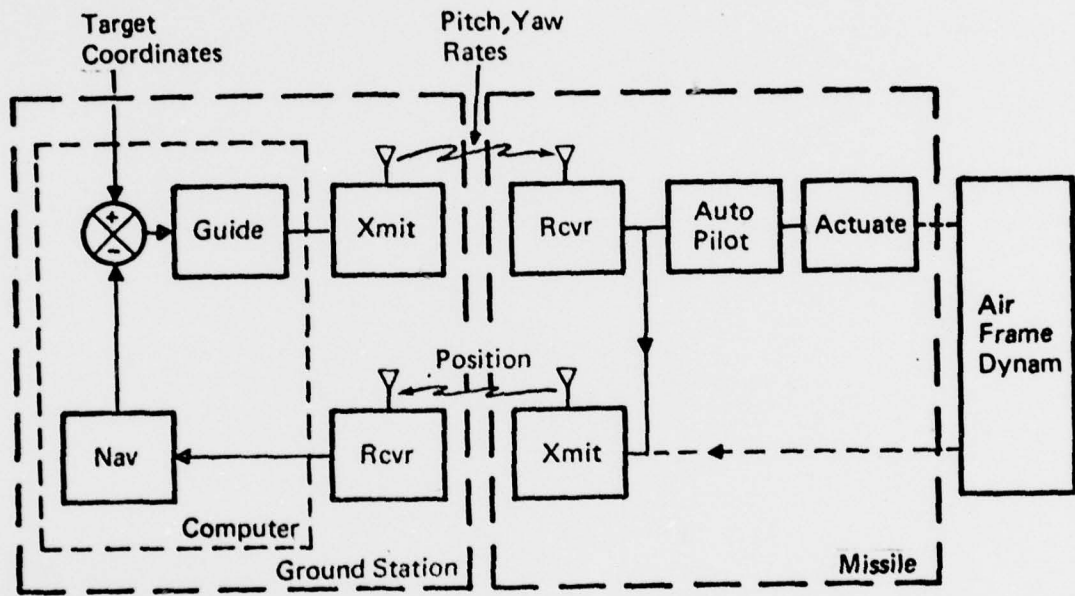 Target
Coordinates
Pitch, Yaw
Rates
+
−
Guide
Xmit
Rcvr
Auto
Pilot
Actuate
Air
Frame
Dynam
Position
Nav
Rcvr
Xmit
Computer
Ground Station
Missile